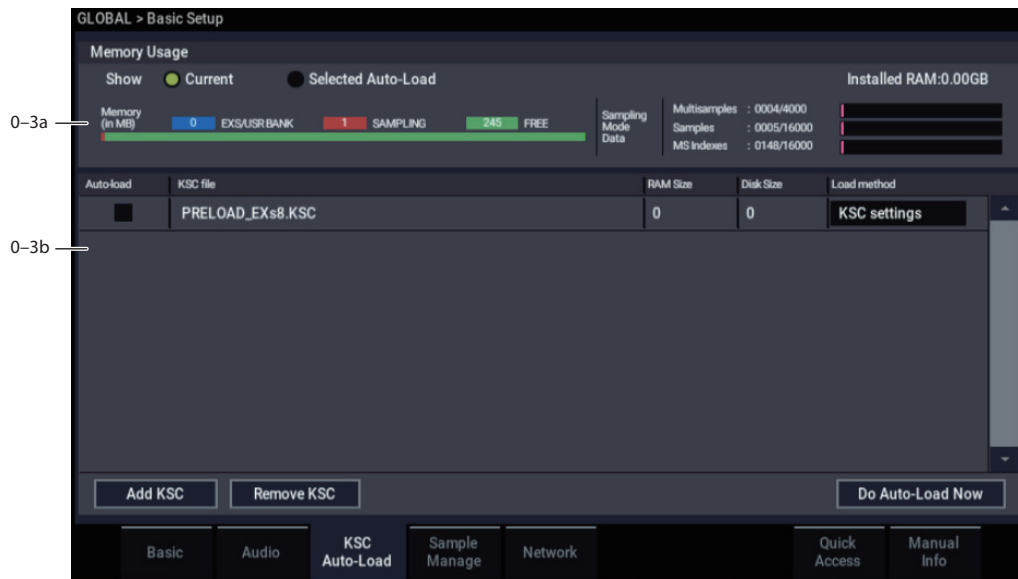 GLOBAL > Basic Setup
Memory Usage
Show Current Selected Auto-Load Installed RAM:0.00GB
0–3a
Memory (in MB) 0 EXS/USR BANK 1 SAMPLING 245 FREE
Sampling Mode Data
Multisamples : 0004/4000
Samples : 0005/16000
MS Indexes : 0148/16000
Auto-load KSC file RAM Size Disk Size Load method
PRELOAD_EXs8.KSC 0 0 KSC settings
0–3b
Add KSC Remove KSC Do Auto-Load Now
Basic Audio KSC Auto-Load Sample Manage Network Quick Access Manual Info